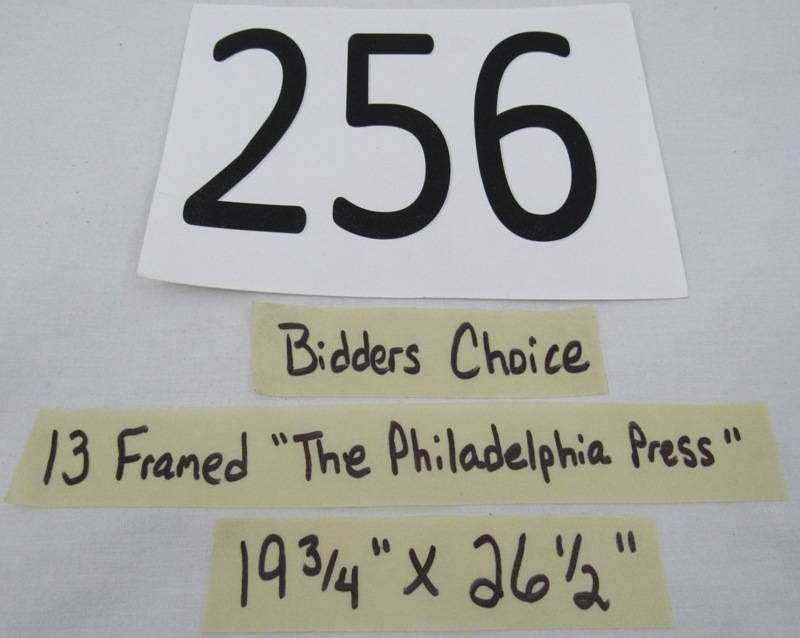 256
Bidders Choice
13 Framed "The Philadelphia Press"
19 3/4" x 26 1/2"